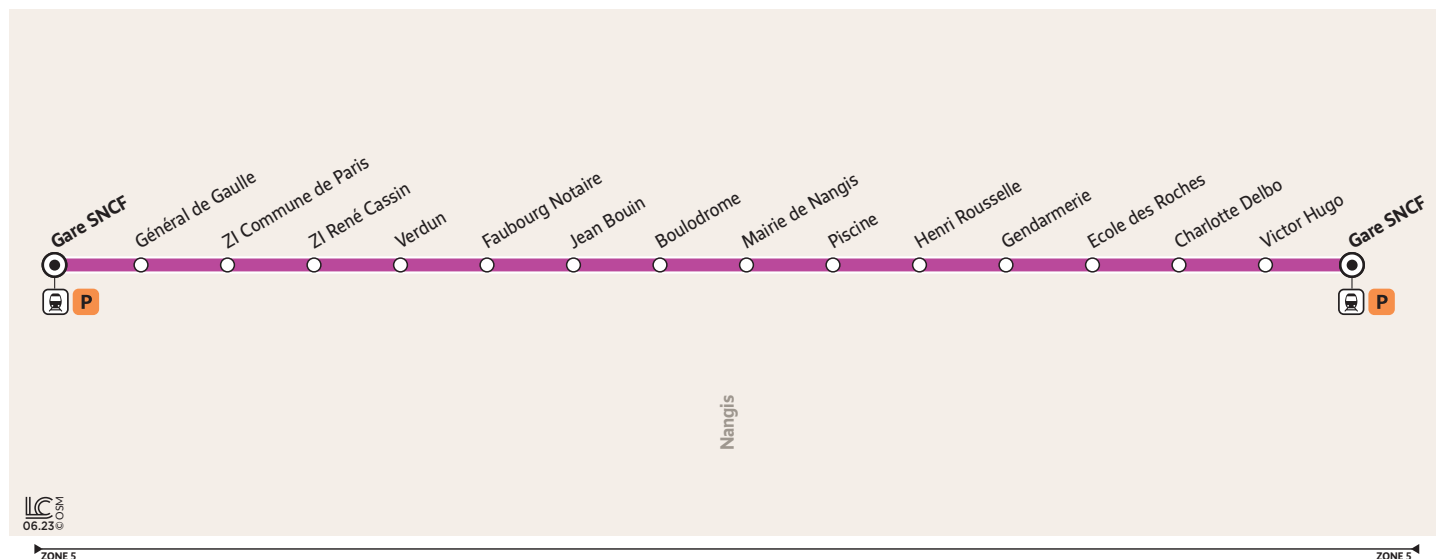 Gare SNCF
Général de Gaulle
ZI Commune de Paris
ZI René Cassin
Verdun
Faubourg Notaire
Jean Bouin
Boulodrome
Mairie de Nangis
Piscine
Henri Rousselle
Gendarmerie
Ecole des Roches
Charlotte Delbo
Victor Hugo
Gare SNCF
P
P
Nangis
LC
06.23 © OSM
ZONE 5
ZONE 5